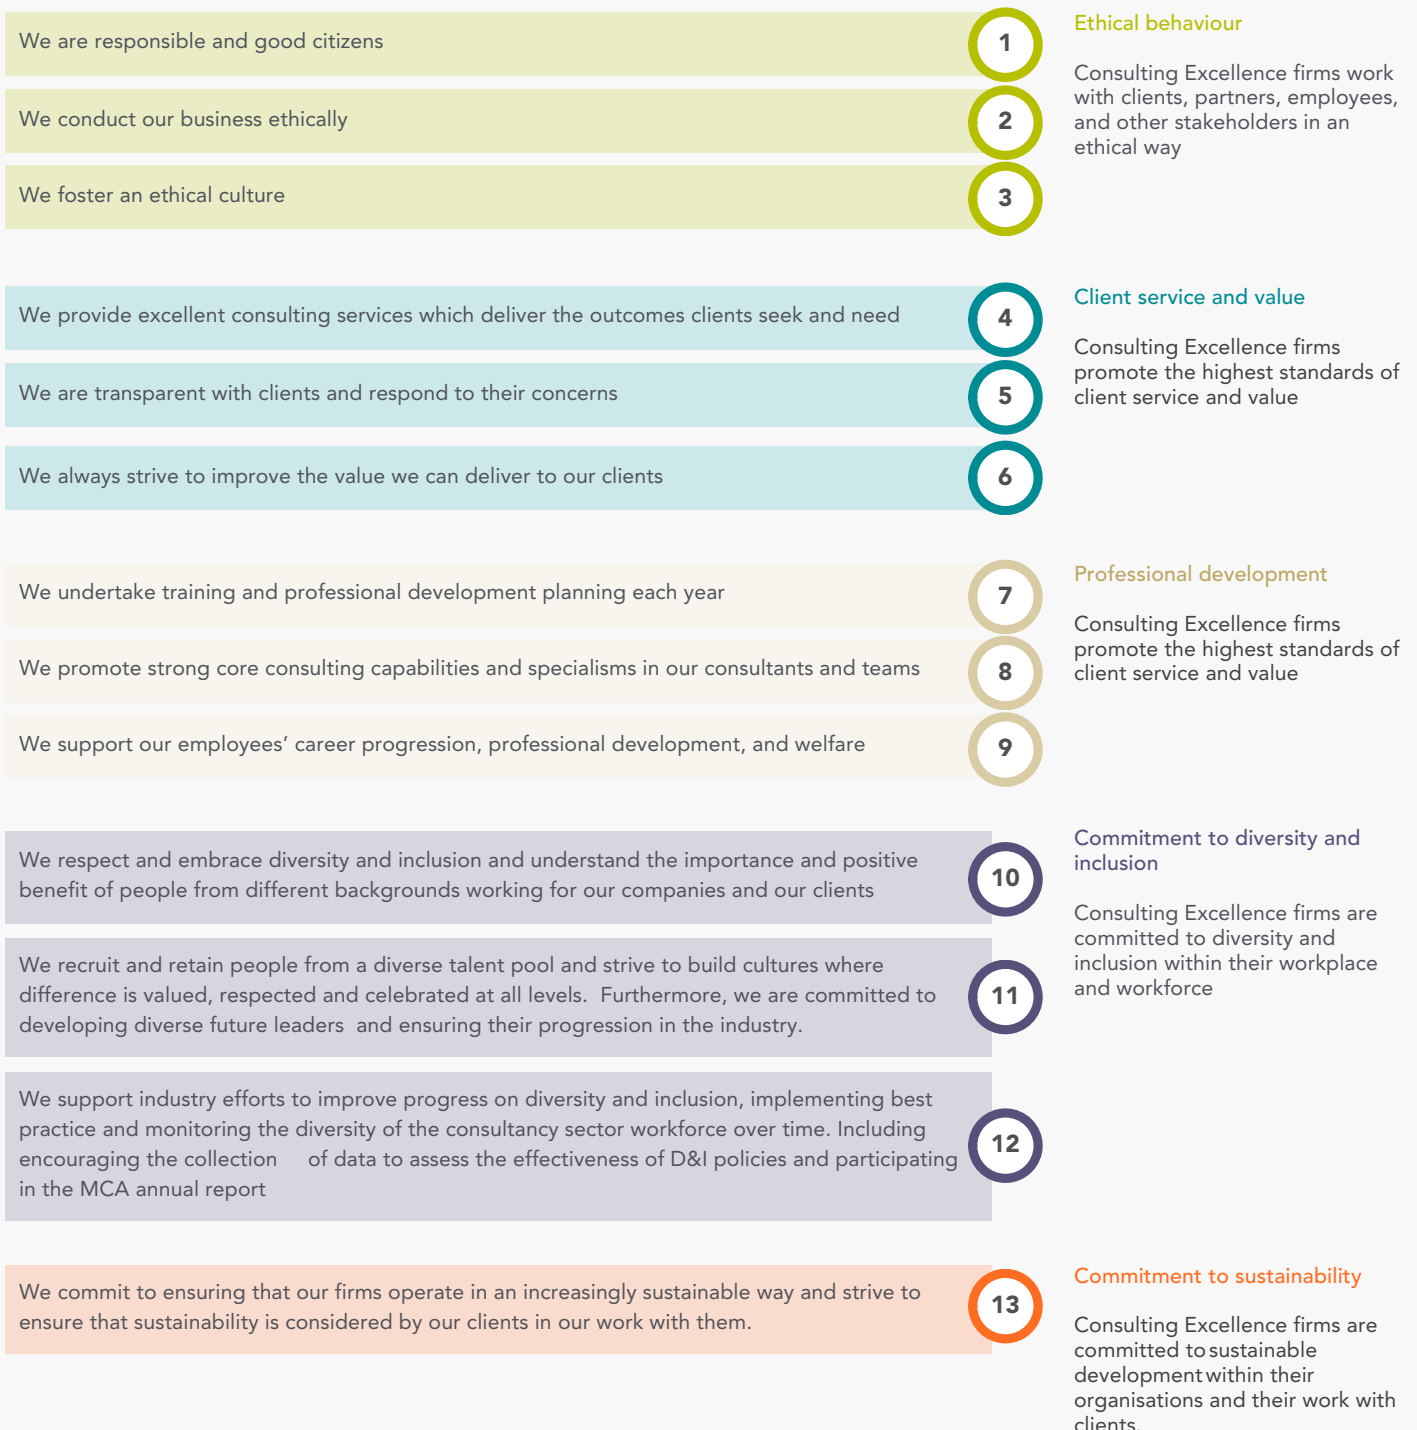 We are responsible and good citizens
1
We conduct our business ethically
2
We foster an ethical culture
3
Ethical behaviour
Consulting Excellence firms work
with clients, partners, employees,
and other stakeholders in an
ethical way
We provide excellent consulting services which deliver the outcomes clients seek and need
4
We are transparent with clients and respond to their concerns
5
We always strive to improve the value we can deliver to our clients
6
Client service and value
Consulting Excellence firms
promote the highest standards of
client service and value
We undertake training and professional development planning each year
7
We promote strong core consulting capabilities and specialisms in our consultants and teams
8
We support our employees’ career progression, professional development, and welfare
9
Professional development
Consulting Excellence firms
promote the highest standards of
client service and value
We respect and embrace diversity and inclusion and understand the importance and positive
benefit of people from different backgrounds working for our companies and our clients
10
We recruit and retain people from a diverse talent pool and strive to build cultures where
difference is valued, respected and celebrated at all levels.  Furthermore, we are committed to
developing diverse future leaders  and ensuring their progression in the industry.
11
We support industry efforts to improve progress on diversity and inclusion, implementing best
practice and monitoring the diversity of the consultancy sector workforce over time. Including
encouraging the collection    of data to assess the effectiveness of D&I policies and participating
in the MCA annual report
12
Commitment to diversity and
inclusion
Consulting Excellence firms are
committed to diversity and
inclusion within their workplace
and workforce
We commit to ensuring that our firms operate in an increasingly sustainable way and strive to
ensure that sustainability is considered by our clients in our work with them.
13
Commitment to sustainability
Consulting Excellence firms are
committed to sustainable
development within their
organisations and their work with
clients.